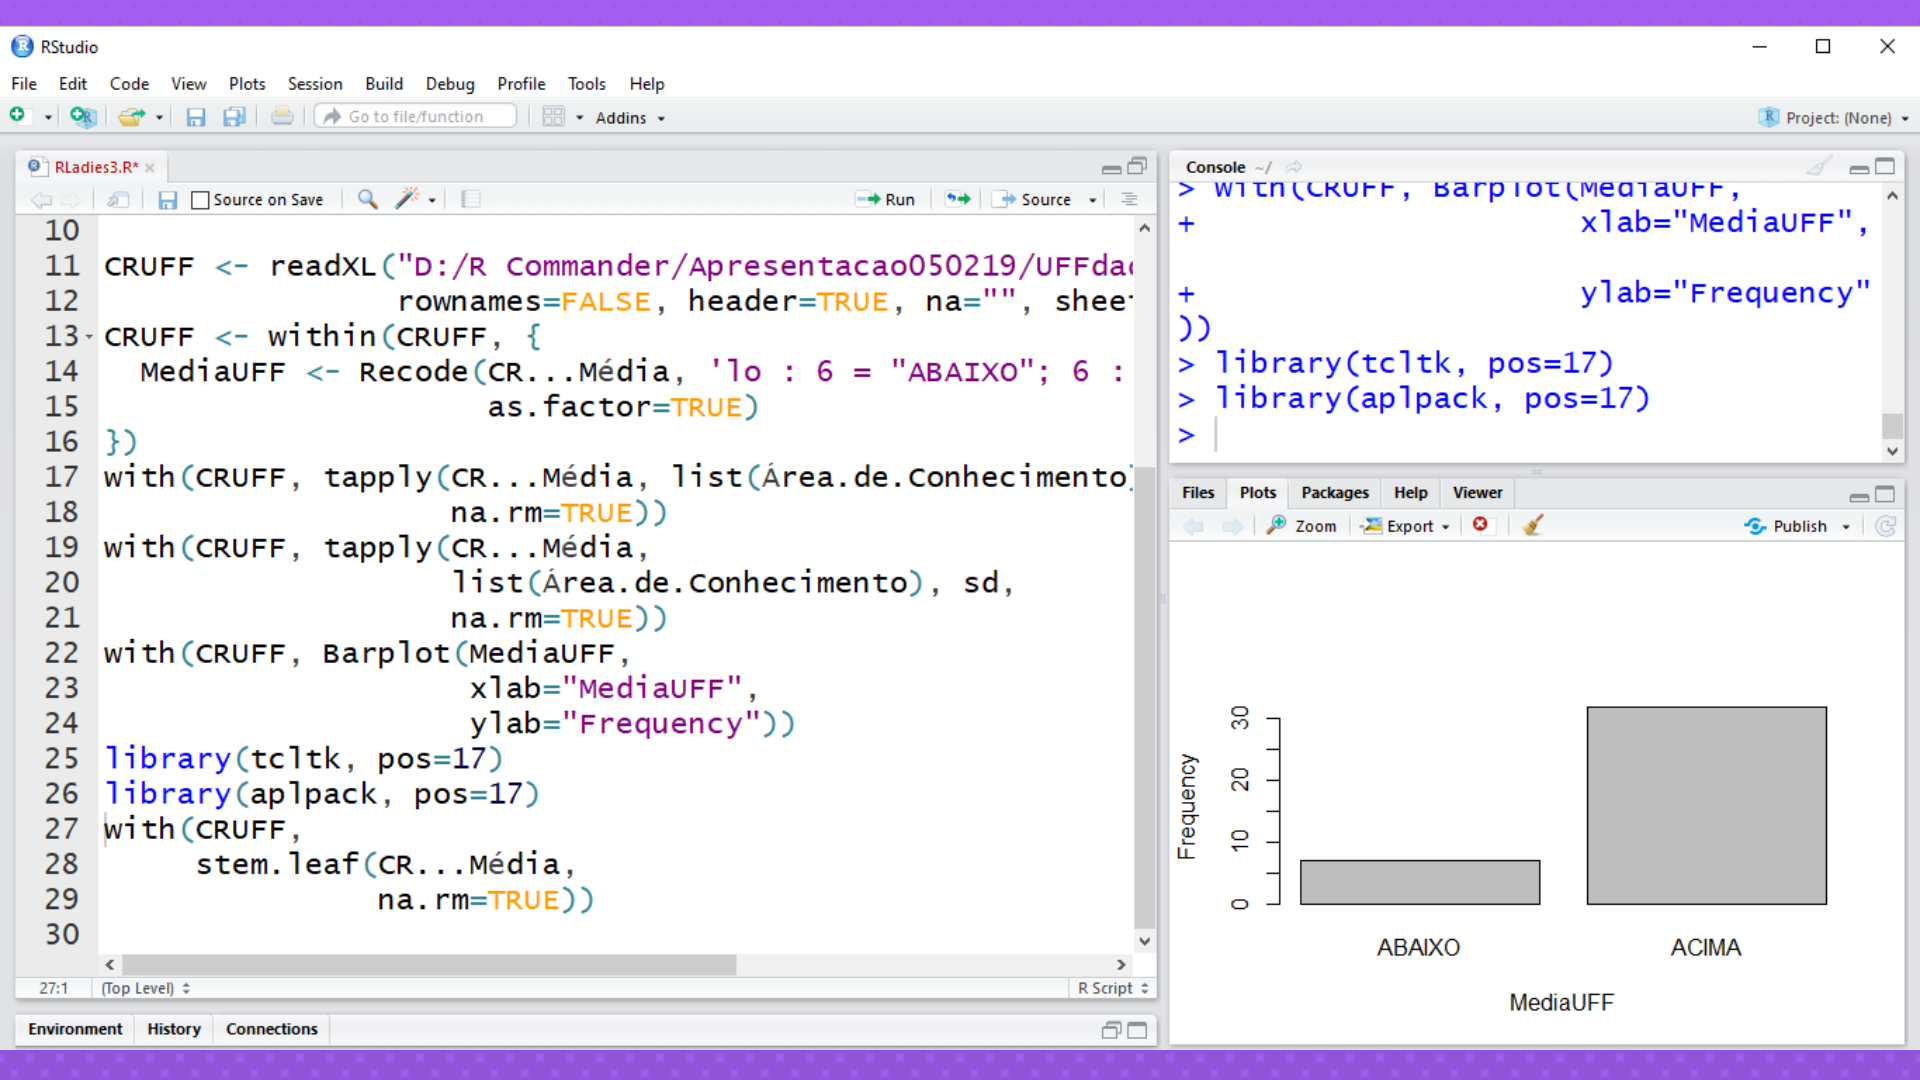 RStudio
File Edit Code View Plots Session Build Debug Profile Tools Help
Go to file/function Addins Project: (None)
RLadies3.R*
Source on Save Run Source
10
11 CRUFF <- readXL("D:/R Commander/Apresentacao050219/UFFdad
12 rownames=FALSE, header=TRUE, na="", sheet
13 CRUFF <- within(CRUFF, {
14 MediaUFF <- Recode(CR...Média, 'lo : 6 = "ABAIXO"; 6 :
15 as.factor=TRUE)
16 })
17 with(CRUFF, tapply(CR...Média, list(Área.de.Conhecimento)
18 na.rm=TRUE))
19 with(CRUFF, tapply(CR...Média,
20 list(Área.de.Conhecimento), sd,
21 na.rm=TRUE))
22 with(CRUFF, Barplot(MediaUFF,
23 xlab="MediaUFF",
24 ylab="Frequency"))
25 library(tcltk, pos=17)
26 library(aplpack, pos=17)
27 with(CRUFF,
28 stem.leaf(CR...Média,
29 na.rm=TRUE))
30
27:1 (Top Level) R Script
Environment History Connections
Console ~/
> with(CRUFF, Barplot(MediaUFF,
+ xlab="MediaUFF",
+ ylab="Frequency"
))
> library(tcltk, pos=17)
> library(aplpack, pos=17)
>
Files Plots Packages Help Viewer
Zoom Export Publish
Frequency
30
20
10
0
ABAIXO ACIMA
MediaUFF